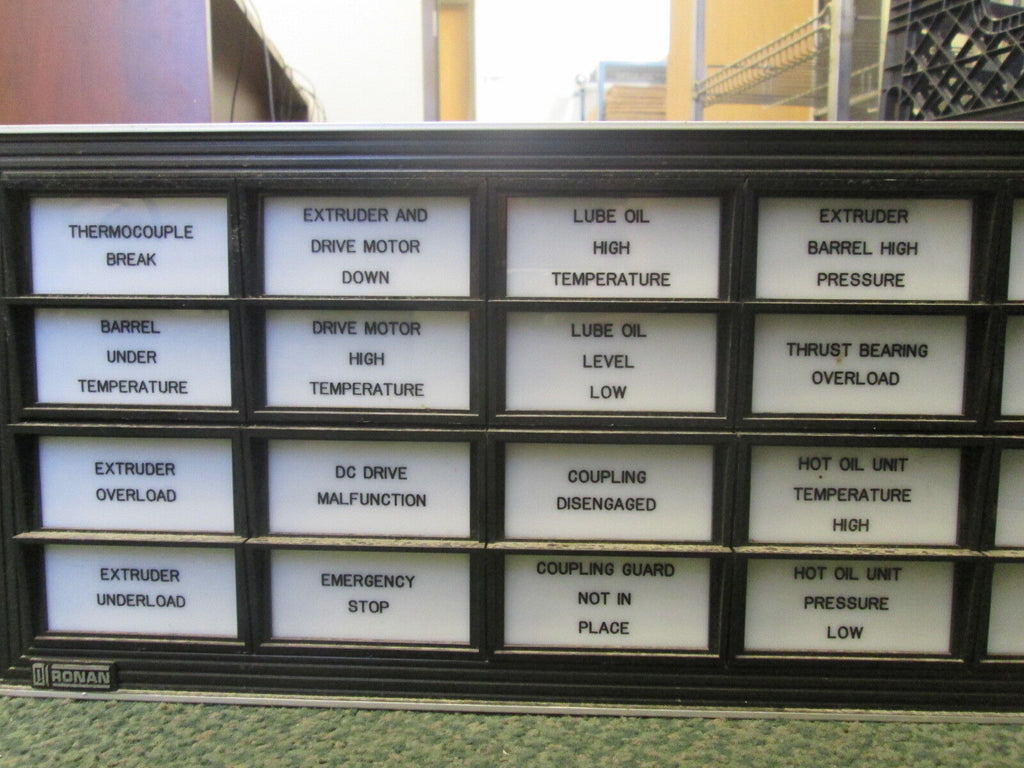 THERMOCOUPLE
BREAK
EXTRUDER AND
DRIVE MOTOR
DOWN
LUBE OIL
HIGH
TEMPERATURE
EXTRUDER
BARREL HIGH
PRESSURE
BARREL
UNDER
TEMPERATURE
DRIVE MOTOR
HIGH
TEMPERATURE
LUBE OIL
LEVEL
LOW
THRUST BEARING
OVERLOAD
EXTRUDER
OVERLOAD
DC DRIVE
MALFUNCTION
COUPLING
DISENGAGED
HOT OIL UNIT
TEMPERATURE
HIGH
EXTRUDER
UNDERLOAD
EMERGENCY
STOP
COUPLING GUARD
NOT IN
PLACE
HOT OIL UNIT
PRESSURE
LOW
RONAN